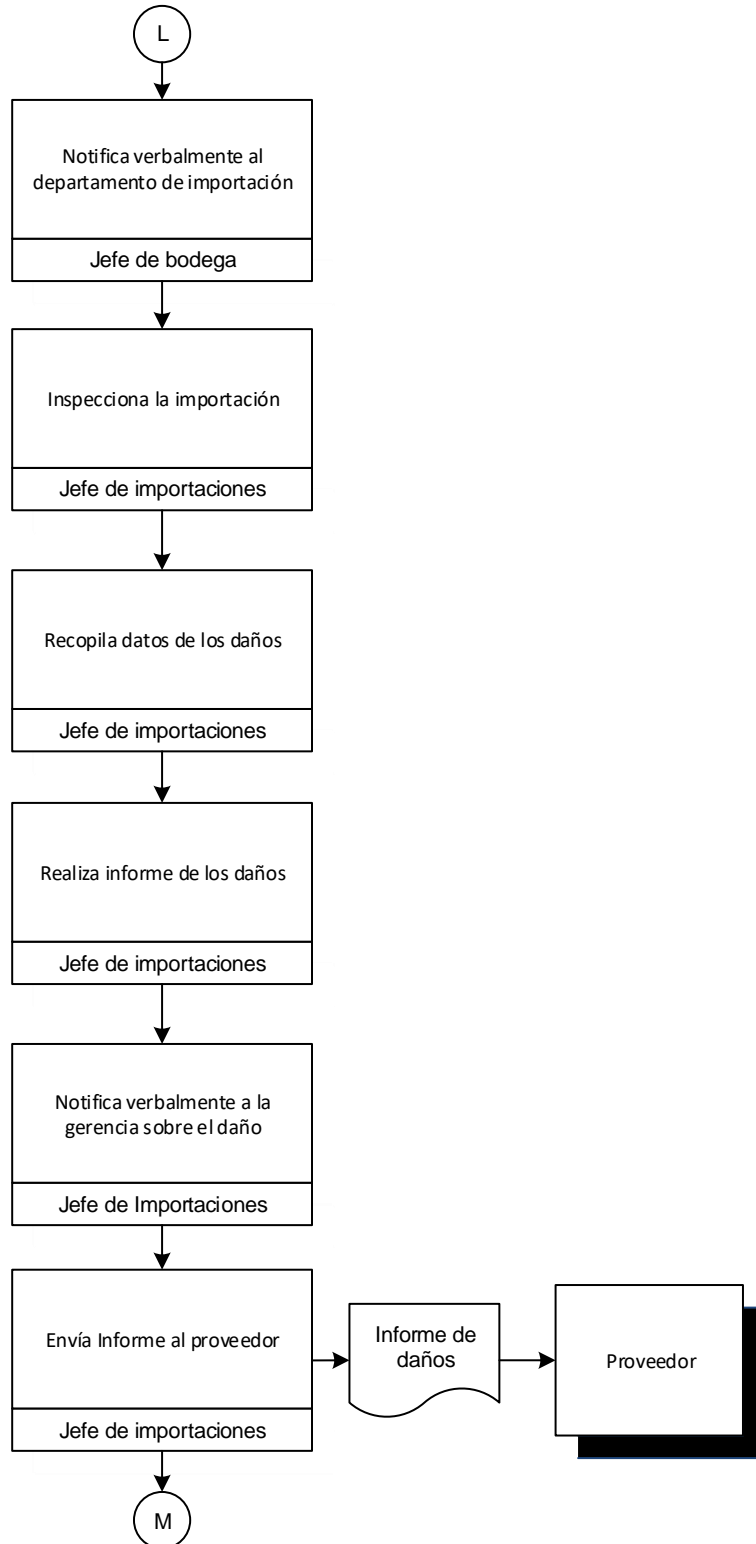 L
Notifica verbalmente al
departamento de importación
Jefe de bodega
Inspecciona la importación
Jefe de importaciones
Recopila datos de los daños
Jefe de importaciones
Realiza informe de los daños
Jefe de importaciones
Notifica verbalmente a la
gerencia sobre el daño
Jefe de Importaciones
Envía Informe al proveedor
Jefe de importaciones
Informe de
daños
Proveedor
M